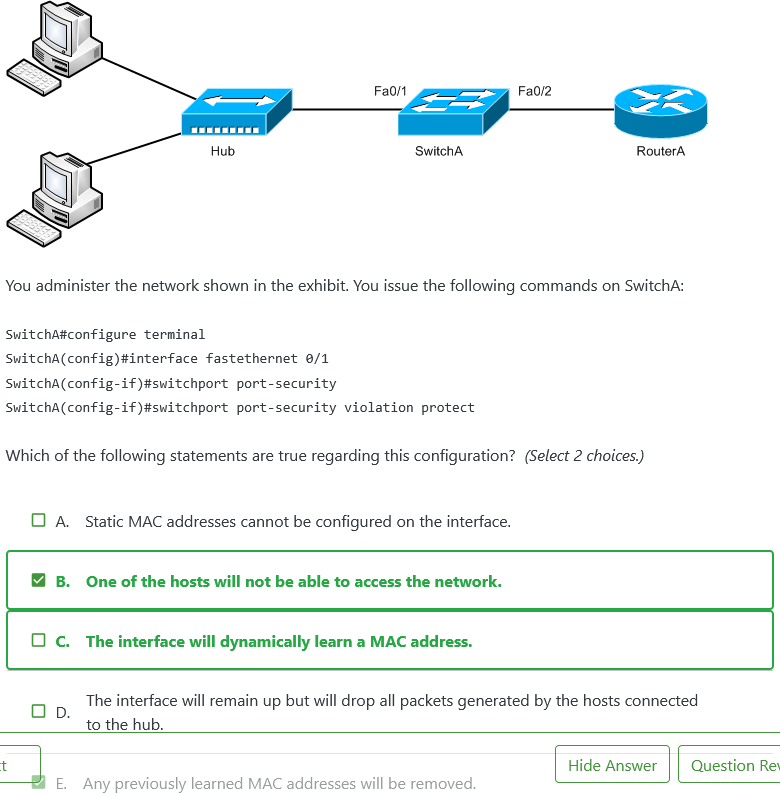 Fa0/1
Fa0/2
Hub
SwitchA
RouterA
You administer the network shown in the exhibit. You issue the following commands on SwitchA:
SwitchA#configure terminal
SwitchA(config)#interface fastethernet 0/1
SwitchA(config-if)#switchport port-security
SwitchA(config-if)#switchport port-security violation protect
Which of the following statements are true regarding this configuration? (Select 2 choices.)
A. Static MAC addresses cannot be configured on the interface.
B. One of the hosts will not be able to access the network.
C. The interface will dynamically learn a MAC address.
D. The interface will remain up but will drop all packets generated by the hosts connected
to the hub.
Hide Answer
Question
E. Any previously learned MAC addresses will be removed.